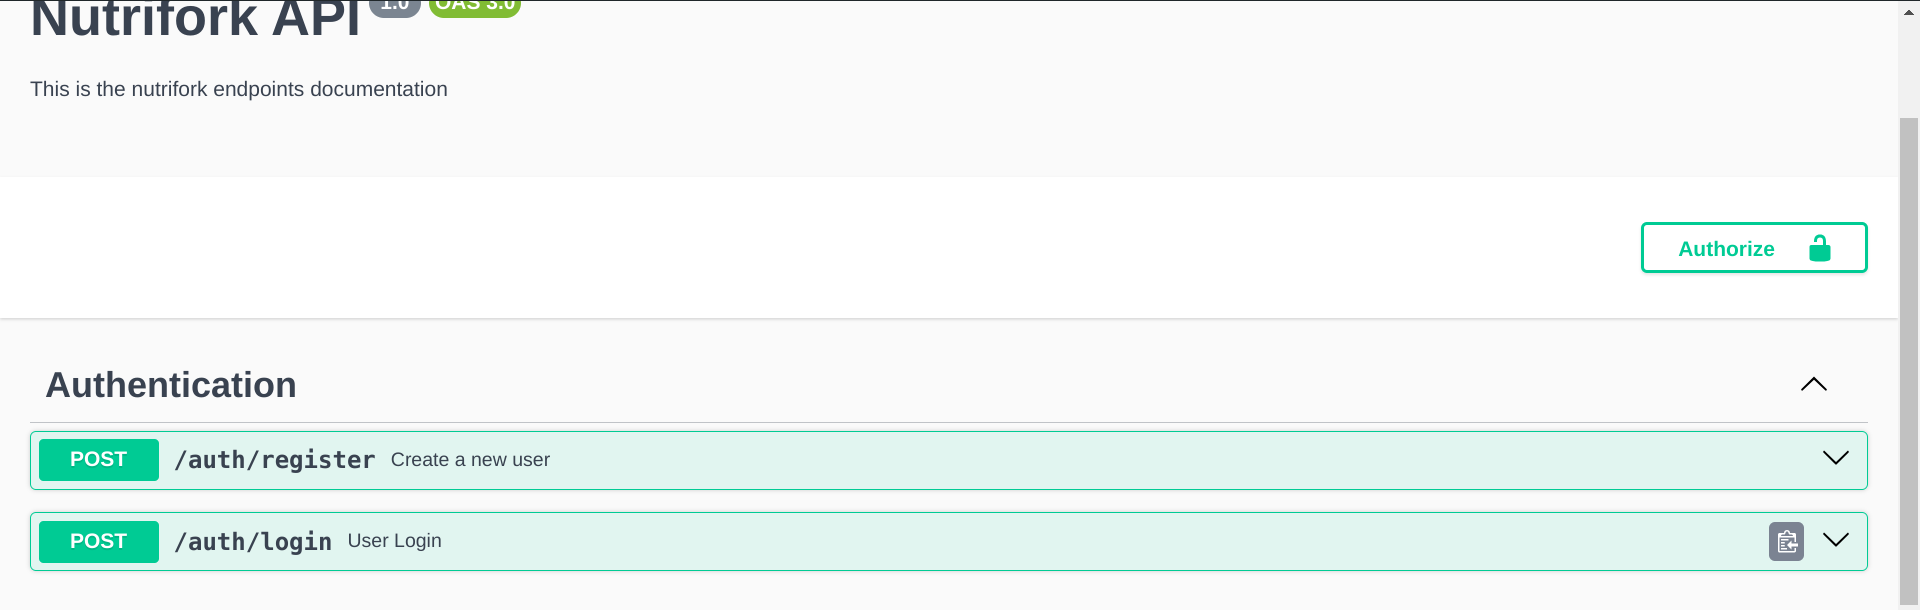 Nutrifork API 1.0 OAS 3.0
This is the nutrifork endpoints documentation
Authorize
Authentication
POST /auth/register Create a new user
POST /auth/login User Login